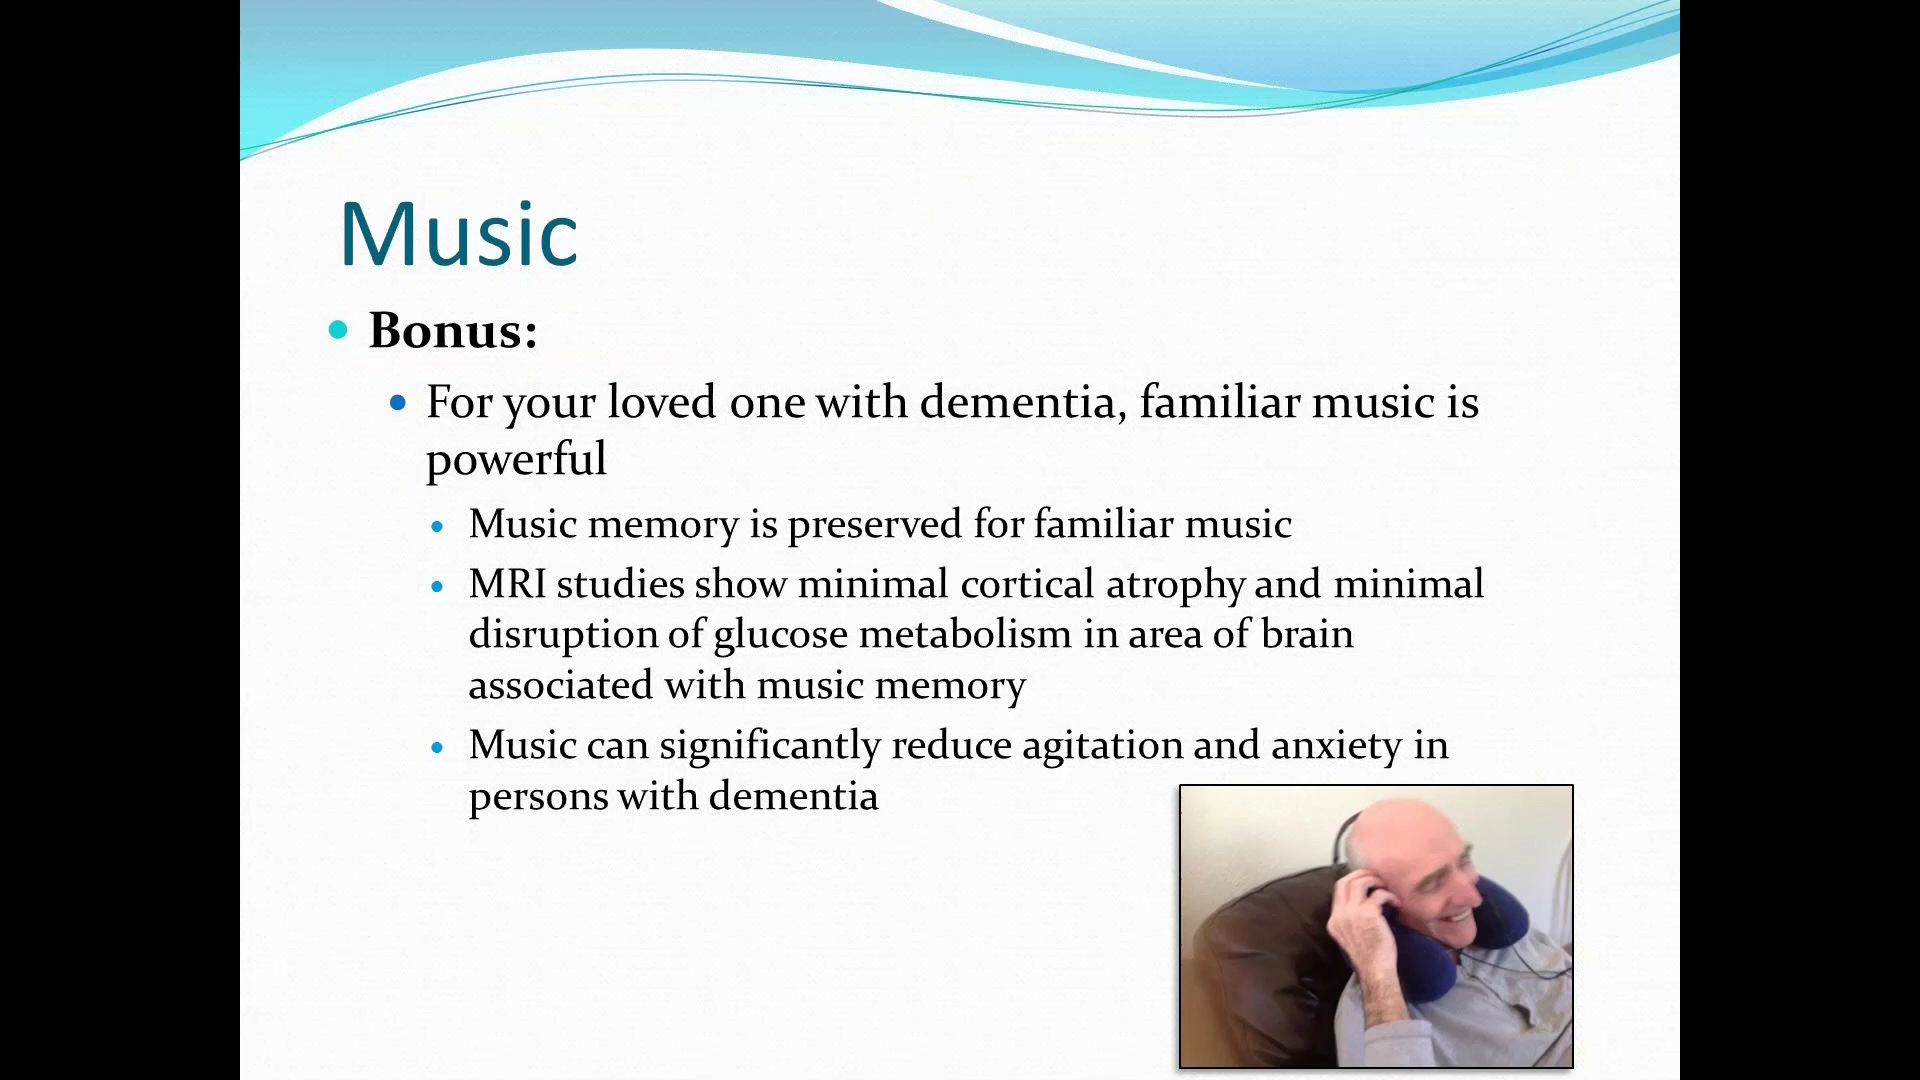 Music
Bonus:
For your loved one with dementia, familiar music is
powerful
Music memory is preserved for familiar music
MRI studies show minimal cortical atrophy and minimal
disruption of glucose metabolism in area of brain
associated with music memory
Music can significantly reduce agitation and anxiety in
persons with dementia